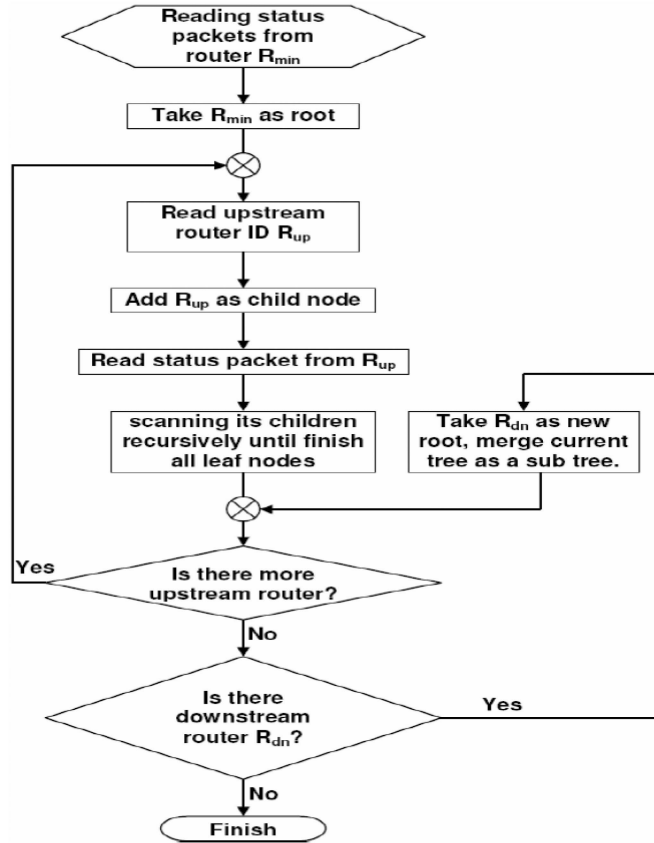 Reading status
packets from
router Rmin
Take Rmin as root
Read upstream
router ID Rup
Add Rup as child node
Read status packet from Rup
scanning its children
recursively until finish
all leaf nodes
Take Rdn as new
root, merge current
tree as a sub tree.
Yes
Is there more
upstream router?
No
Is there
downstream
router Rdn?
Yes
No
Finish